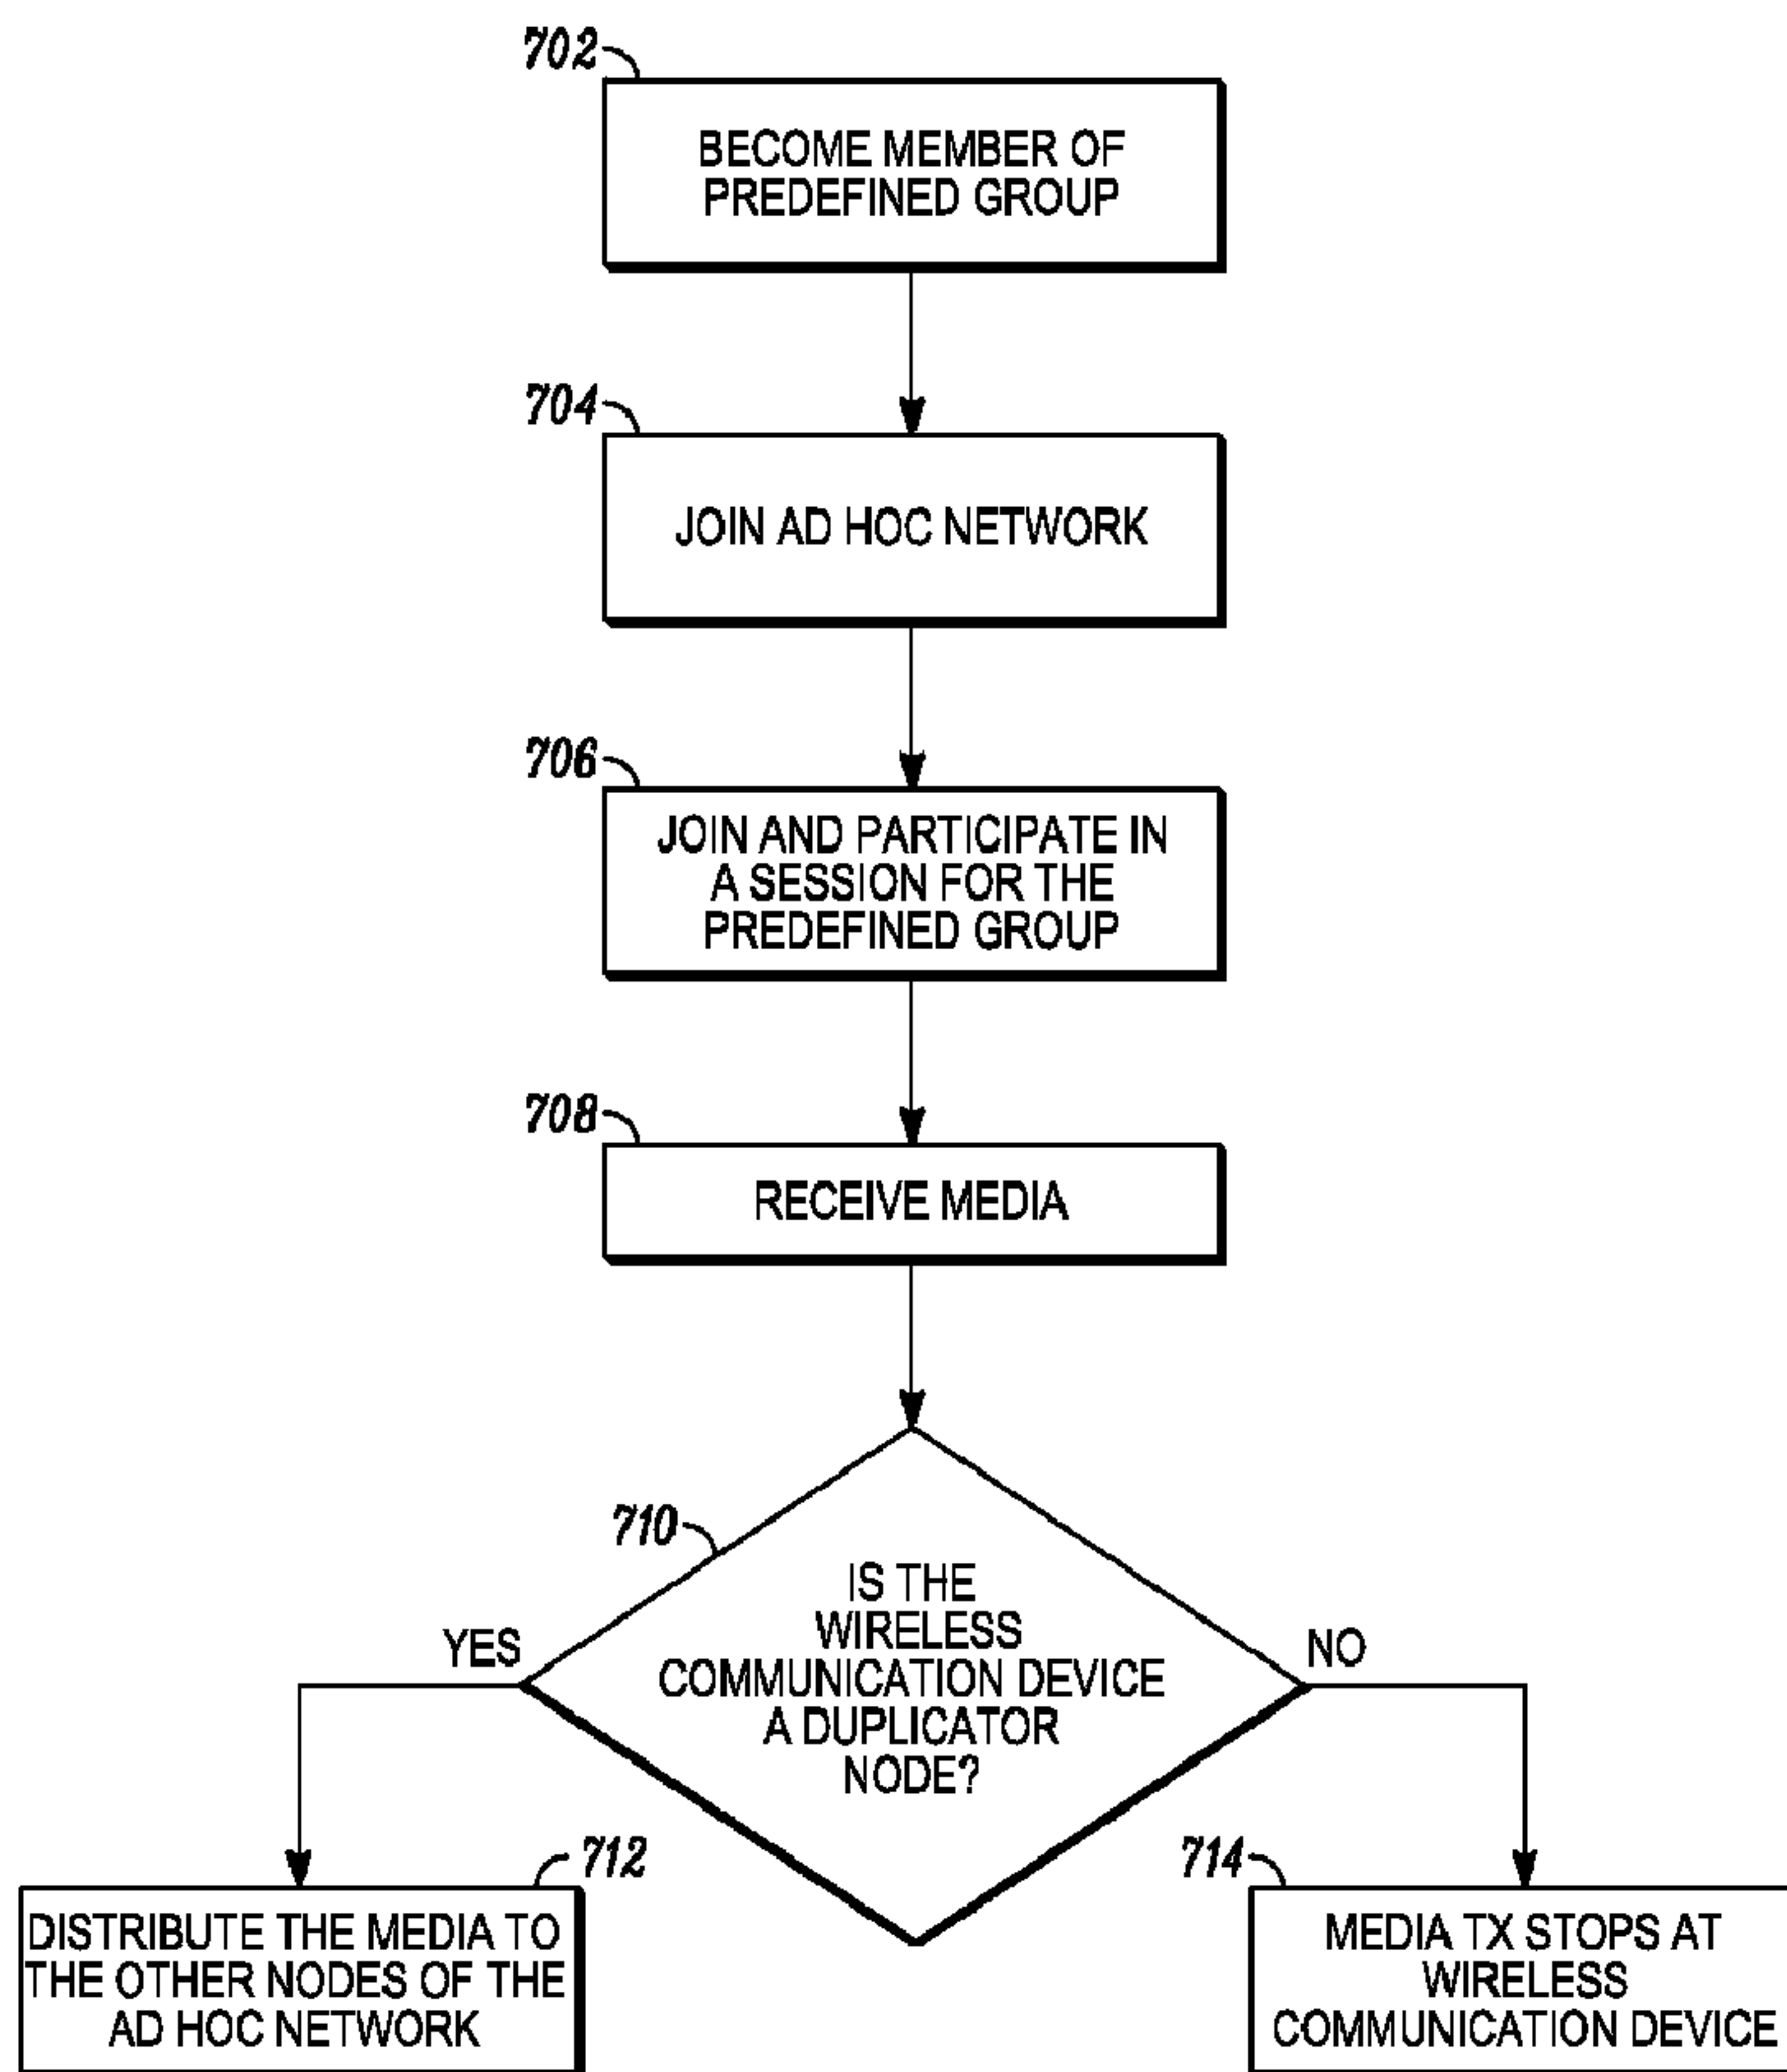 702
BECOME MEMBER OF
PREDEFINED GROUP
704
JOIN AD HOC NETWORK
706
JOIN AND PARTICIPATE IN
A SESSION FOR THE
PREDEFINED GROUP
708
RECEIVE MEDIA
710
IS THE
WIRELESS
COMMUNICATION DEVICE
A DUPLICATOR
NODE?
YES
NO
712
DISTRIBUTE THE MEDIA TO
THE OTHER NODES OF THE
AD HOC NETWORK
714
MEDIA TX STOPS AT
WIRELESS
COMMUNICATION DEVICE